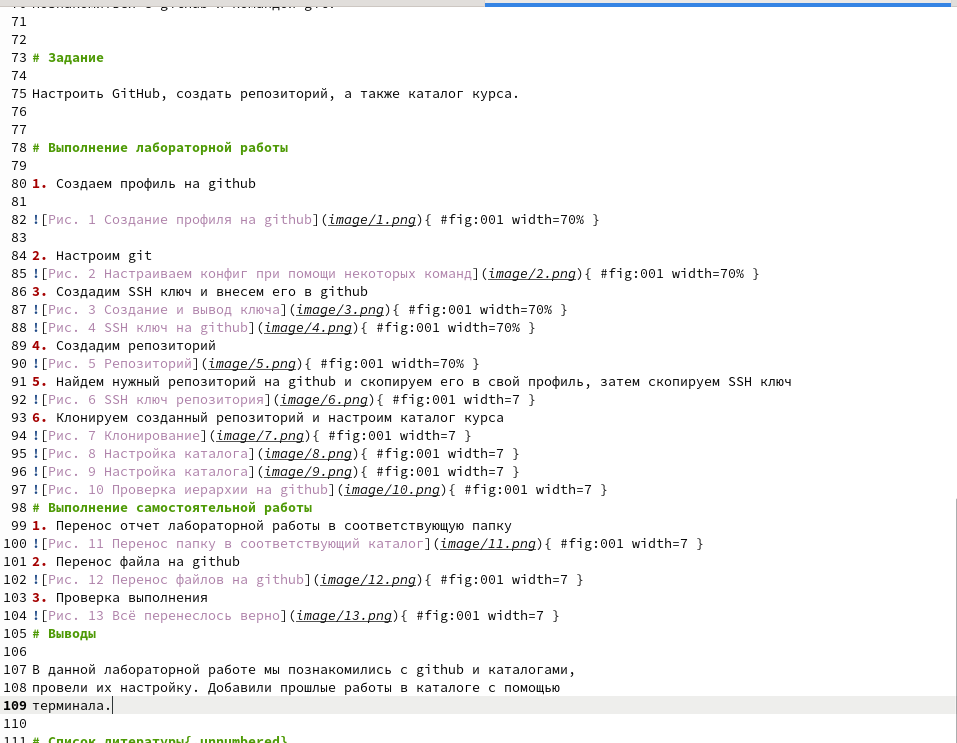 71
72
73 # Задание
74
75 Настроить GitHub, создать репозиторий, а также каталог курса.
76
77
78 # Выполнение лабораторной работы
79
80 1. Создаем профиль на github
81
82 ![Рис. 1 Создание профиля на github](image/1.png){ #fig:001 width=70% }
83
84 2. Настроим git
85 ![Рис. 2 Настраиваем конфиг при помощи некоторых команд](image/2.png){ #fig:001 width=70% }
86 3. Создадим SSH ключ и внесем его в github
87 ![Рис. 3 Создание и вывод ключа](image/3.png){ #fig:001 width=70% }
88 ![Рис. 4 SSH ключ на github](image/4.png){ #fig:001 width=70% }
89 4. Создадим репозиторий
90 ![Рис. 5 Репозиторий](image/5.png){ #fig:001 width=70% }
91 5. Найдем нужный репозиторий на github и скопируем его в свой профиль, затем скопируем SSH ключ
92 ![Рис. 6 SSH ключ репозитория](image/6.png){ #fig:001 width=7 }
93 6. Клонируем созданный репозиторий и настроим каталог курса
94 ![Рис. 7 Клонирование](image/7.png){ #fig:001 width=7 }
95 ![Рис. 8 Настройка каталога](image/8.png){ #fig:001 width=7 }
96 ![Рис. 9 Настройка каталога](image/9.png){ #fig:001 width=7 }
97 ![Рис. 10 Проверка иерархии на github](image/10.png){ #fig:001 width=7 }
98 # Выполнение самостоятельной работы
99 1. Перенос отчет лабораторной работы в соответствующую папку
100 ![Рис. 11 Перенос папку в соответствующий каталог](image/11.png){ #fig:001 width=7 }
101 2. Перенос файла на github
102 ![Рис. 12 Перенос файлов на github](image/12.png){ #fig:001 width=7 }
103 3. Проверка выполнения
104 ![Рис. 13 Всё перенеслось верно](image/13.png){ #fig:001 width=7 }
105 # Выводы
106
107 В данной лабораторной работе мы познакомились с github и каталогами,
108 провели их настройку. Добавили прошлые работы в каталоге с помощью
109 терминала.
110
111 # Список литературы{ unnumbered}